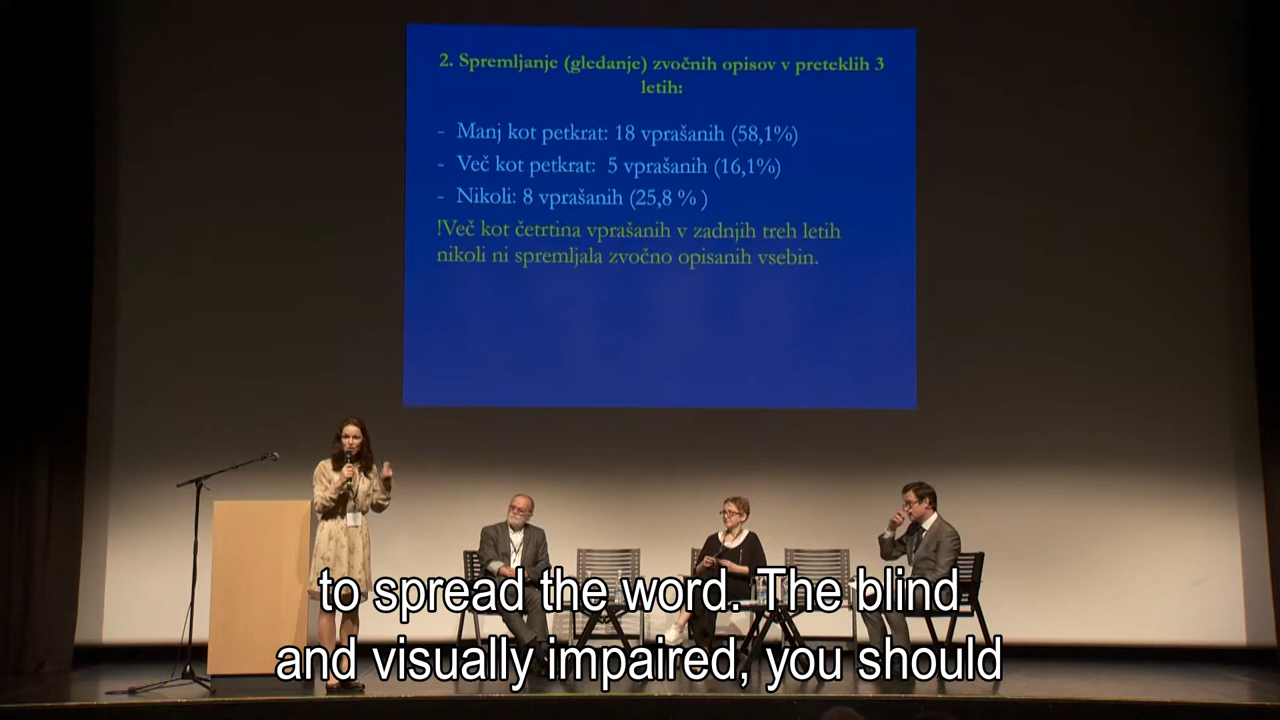 2. Spremljanje (gledanje) zvočnih opisov v preteklih 3
letih:
- Manj kot petkrat: 18 vprašanih (58,1%)
- Več kot petkrat:  5 vprašanih (16,1%)
- Nikoli: 8 vprašanih (25,8 % )
!Več kot četrtina vprašanih v zadnjih treh letih
nikoli ni spremljala zvočno opisanih vsebin.
to spread the word. The blind
and visually impaired, you should